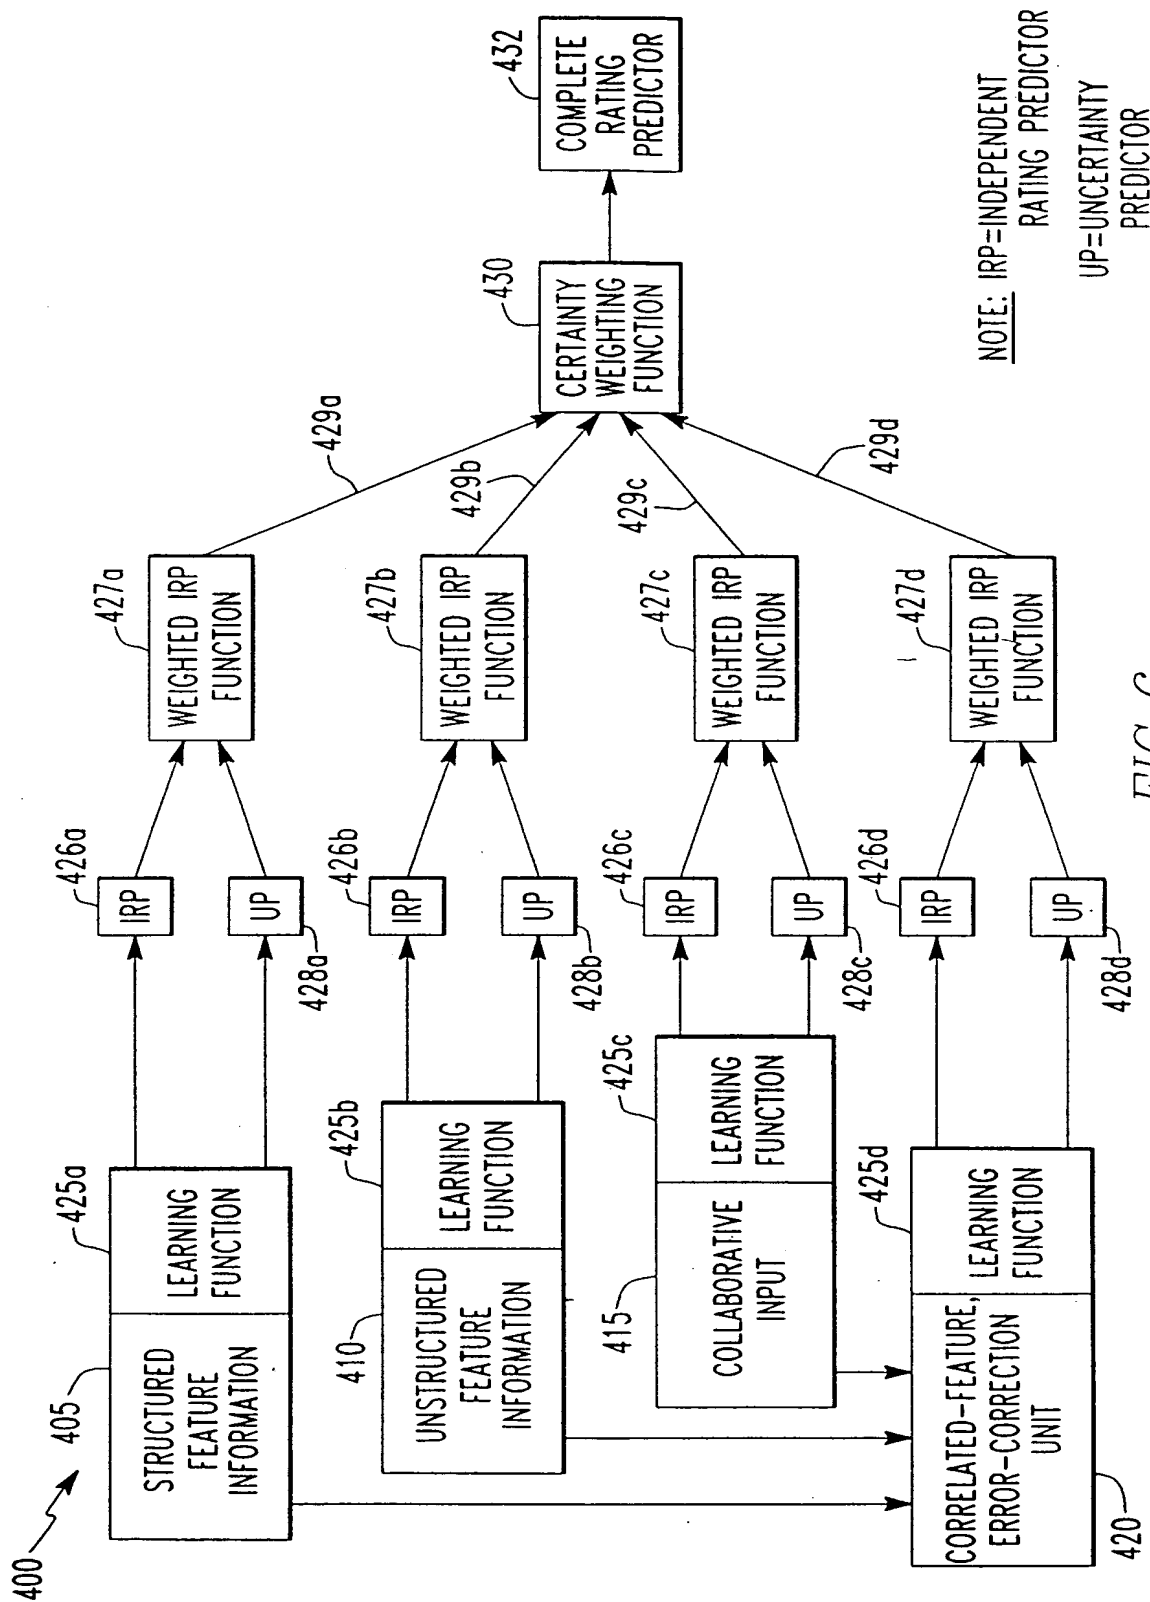 400
405
STRUCTURED
FEATURE
INFORMATION
425a
LEARNING
FUNCTION
426a
IRP
UP
428a
427a
WEIGHTED IRP
FUNCTION
429a
410
UNSTRUCTURED
FEATURE
INFORMATION
425b
LEARNING
FUNCTION
426b
IRP
UP
428b
427b
WEIGHTED IRP
FUNCTION
429b
415
COLLABORATIVE
INPUT
425c
LEARNING
FUNCTION
426c
IRP
UP
428c
427c
WEIGHTED IRP
FUNCTION
429c
420
CORRELATED-FEATURE,
ERROR-CORRECTION
UNIT
425d
LEARNING
FUNCTION
426d
IRP
UP
428d
427d
WEIGHTED IRP
FUNCTION
429d
430
CERTAINTY
WEIGHTING
FUNCTION
432
COMPLETE
RATING
PREDICTOR
NOTE: IRP=INDEPENDENT
RATING PREDICTOR
UP=UNCERTAINTY
PREDICTOR